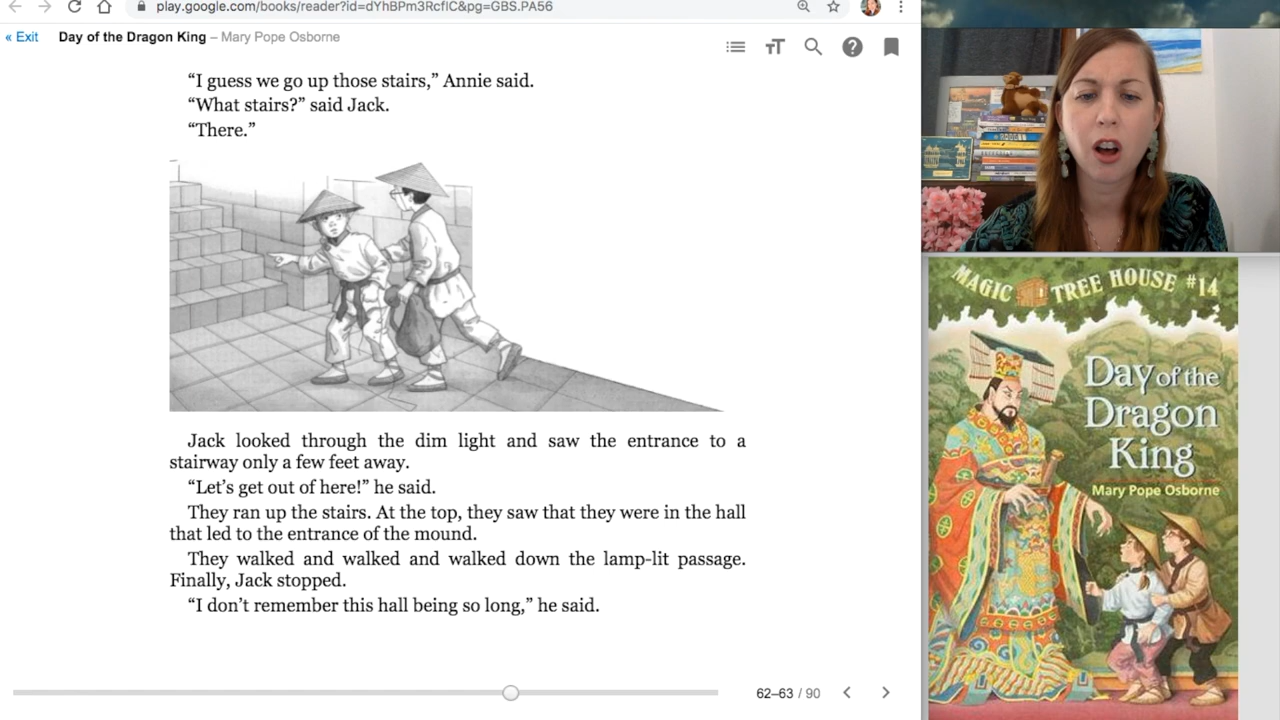 play.google.com/books/reader?id=dYhBPm3RcflC&pg=GBS.PA56
« Exit Day of the Dragon King – Mary Pope Osborne
“I guess we go up those stairs,” Annie said.
“What stairs?” said Jack.
“There.”
Jack looked through the dim light and saw the entrance to a
stairway only a few feet away.
“Let’s get out of here!” he said.
They ran up the stairs. At the top, they saw that they were in the hall
that led to the entrance of the mound.
They walked and walked and walked down the lamp-lit passage.
Finally, Jack stopped.
“I don’t remember this hall being so long,” he said.
62–63 / 90
MAGIC TREE HOUSE #14
Day of the
Dragon
King
Mary Pope Osborne